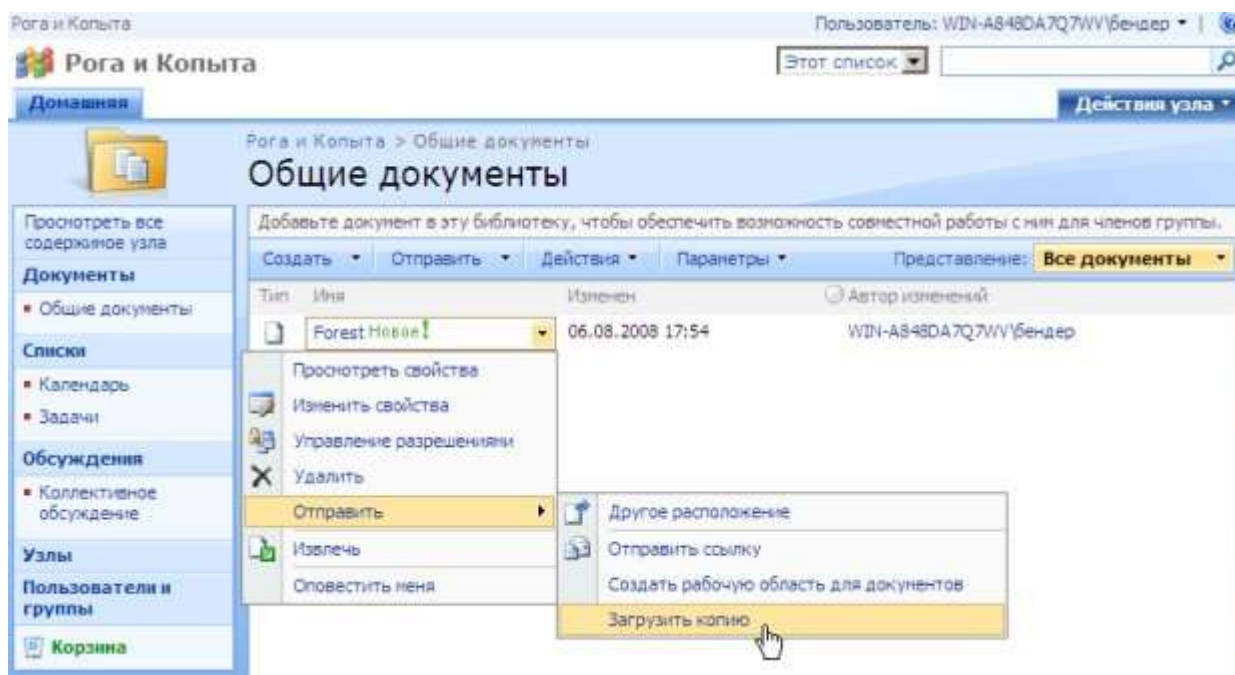 Рога и Копыта
Пользователь: WIN-A848DA7Q7WV\бендер
Рога и Копыта
Этот список
Домашняя
Действия узла
Рога и Копыта > Общие документы
Общие документы
Просмотреть все
содержимое узла
Добавьте документ в эту библиотеку, чтобы обеспечить возможность совместной работы с ним для членов группы.
Создать
Отправить
Действия
Параметры
Представление: Все документы
Документы
Общие документы
Тип
Имя
Изменен
Автор изменений
Forest Новое!
06.08.2008 17:54
WIN-A848DA7Q7WV\бендер
Списки
Календарь
Задачи
Обсуждения
Коллективное
обсуждение
Узлы
Пользователи и
группы
Корзина
Просмотреть свойства
Изменить свойства
Управление разрешениями
Удалить
Отправить
Извлечь
Оповестить меня
Другое расположение
Отправить ссылку
Создать рабочую область для документов
Загрузить копию